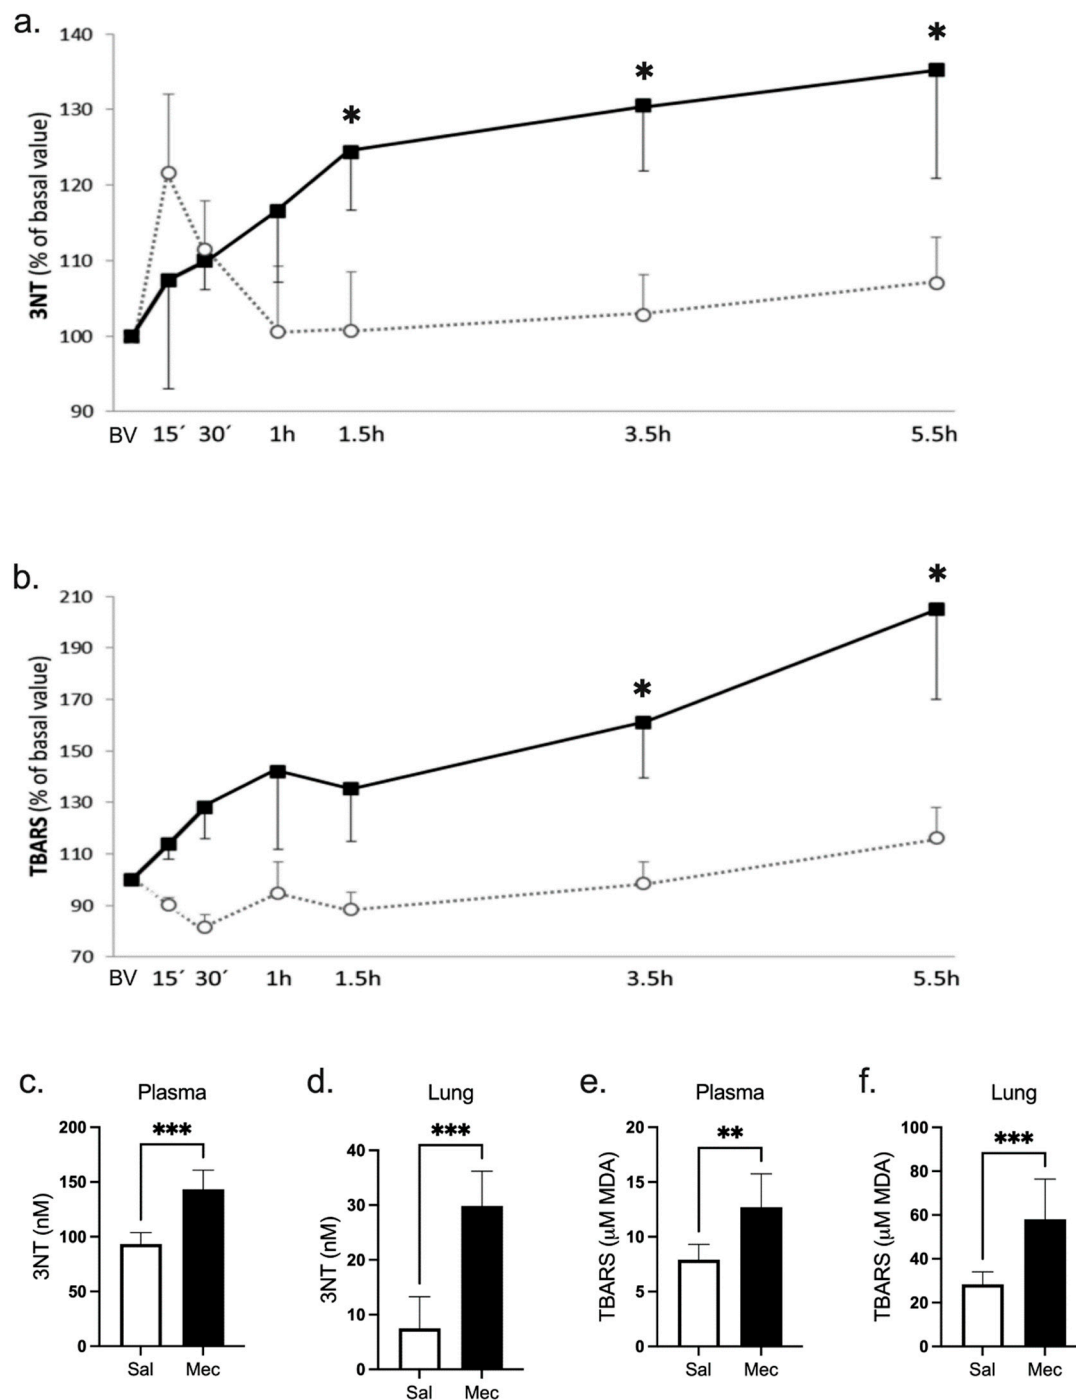 a.
3NT (% of basal value)
140
130
120
110
100
90
* * *
BV 15´ 30´ 1h 1.5h 3.5h 5.5h
b.
TBARS (% of basal value)
210
190
170
150
130
110
90
70
* *
BV 15´ 30´ 1h 1.5h 3.5h 5.5h
c.
Plasma
***
3NT (nM)
200
150
100
50
0
Sal Mec
d.
Lung
***
3NT (nM)
40
30
20
10
0
Sal Mec
e.
Plasma
**
TBARS (μM MDA)
20
15
10
5
0
Sal Mec
f.
Lung
***
TBARS (μM MDA)
100
80
60
40
20
0
Sal Mec